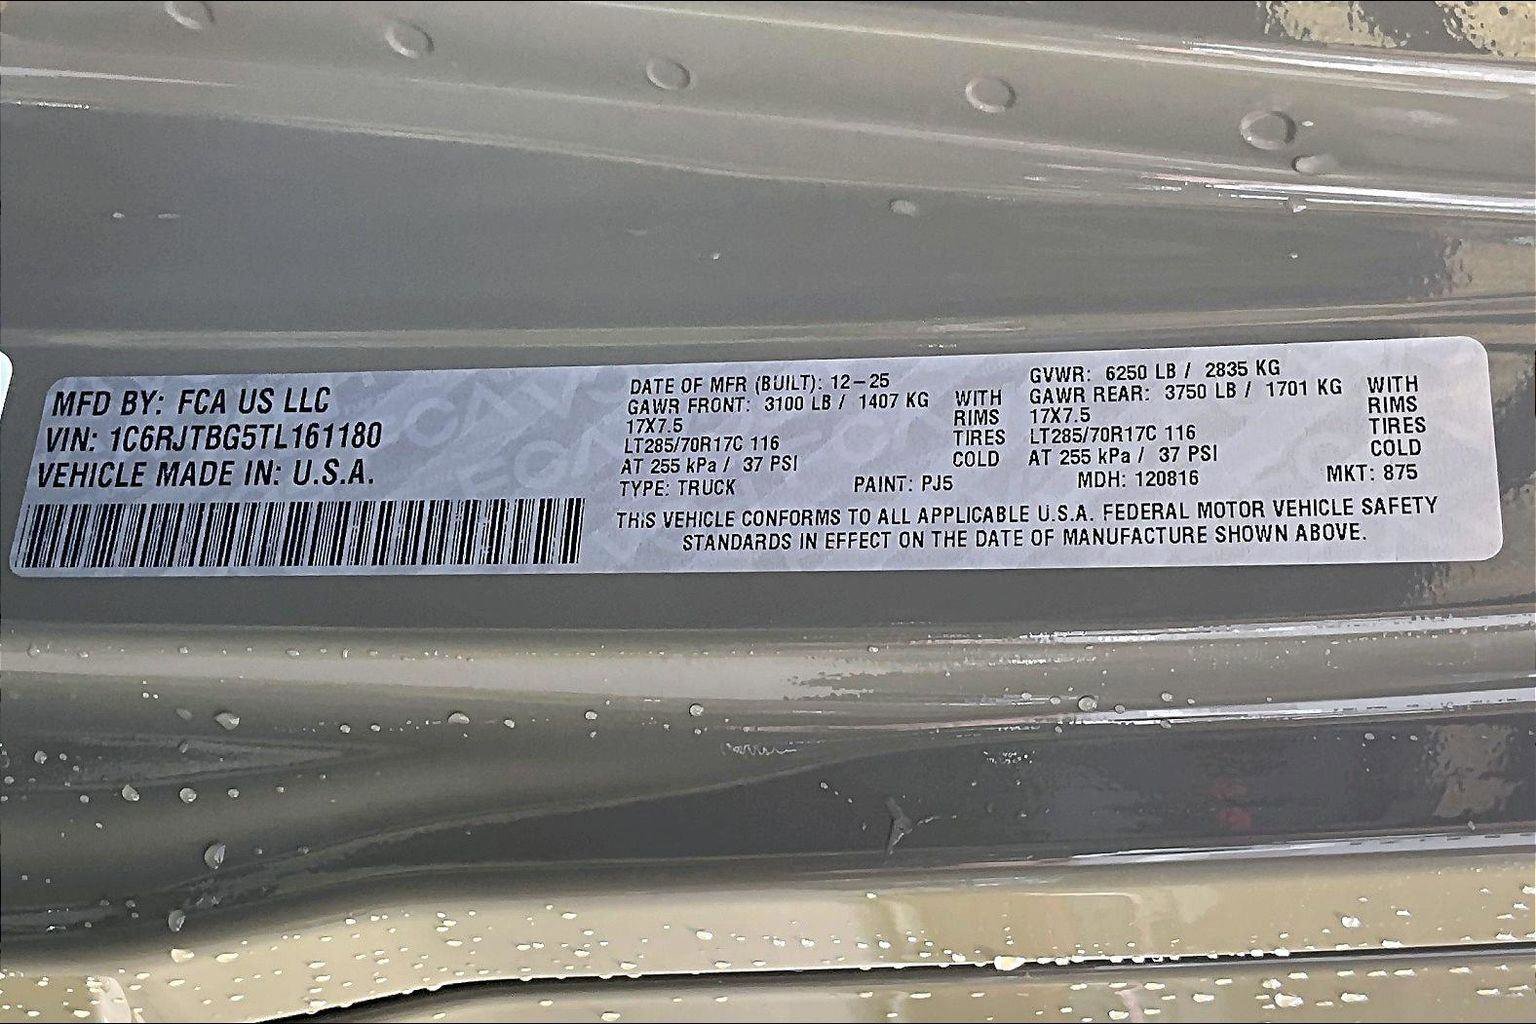 MFD BY: FCA US LLC
VIN: 1C6RJTBG5TL161180
VEHICLE MADE IN: U.S.A.
DATE OF MFR (BUILT): 12-25
GAWR FRONT: 3100 LB / 1407 KG WITH
17X7.5 RIMS
LT285/70R17C 116 TIRES
AT 255 kPa / 37 PSI COLD
GVWR: 6250 LB / 2835 KG
GAWR REAR: 3750 LB / 1701 KG WITH
17X7.5 RIMS
LT285/70R17C 116 TIRES
AT 255 kPa / 37 PSI COLD
TYPE: TRUCK PAINT: PJ5 MDH: 120816 MKT: 875
THIS VEHICLE CONFORMS TO ALL APPLICABLE U.S.A. FEDERAL MOTOR VEHICLE SAFETY
STANDARDS IN EFFECT ON THE DATE OF MANUFACTURE SHOWN ABOVE.